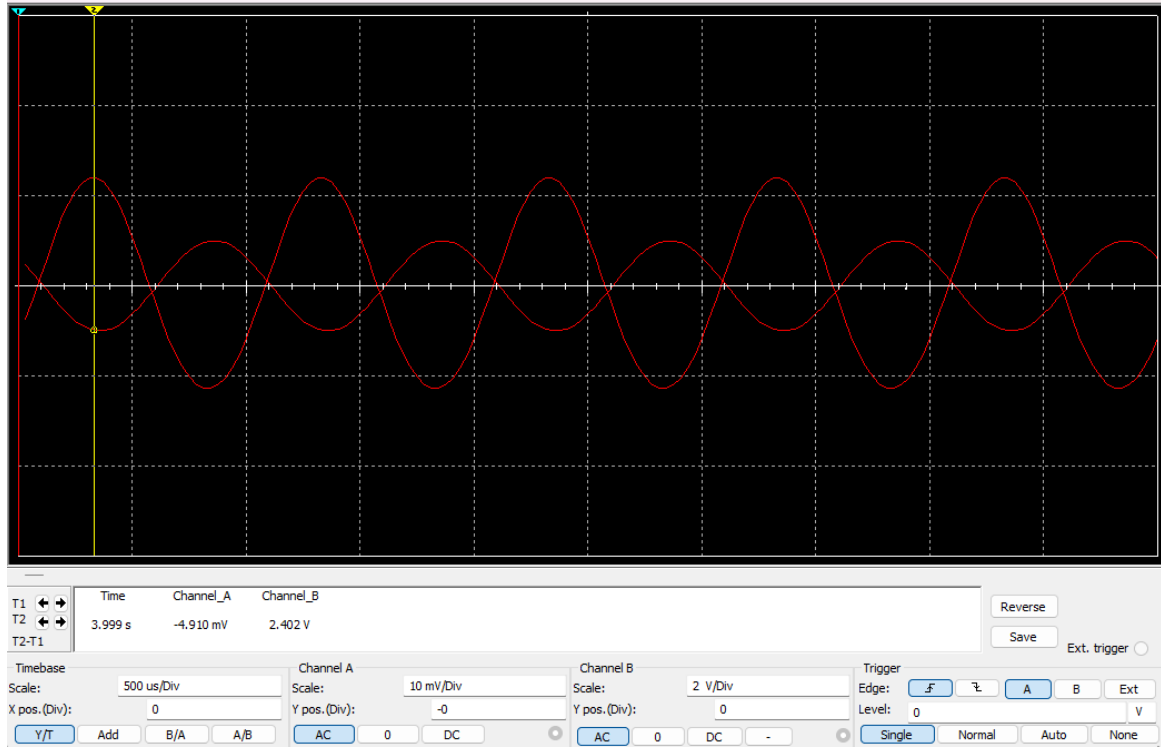 1 2
Time Channel_A Channel_B
T1
T2 3.999 s -4.910 mV 2.402 V
T2-T1
Reverse
Save
Ext. trigger
Timebase Channel A Channel B Trigger
Scale: 500 us/Div Scale: 10 mV/Div Scale: 2 V/Div Edge: A B Ext
X pos.(Div): 0 Y pos.(Div): -0 Y pos.(Div): 0 Level: 0 V
Y/T Add B/A A/B AC 0 DC AC 0 DC - Single Normal Auto None